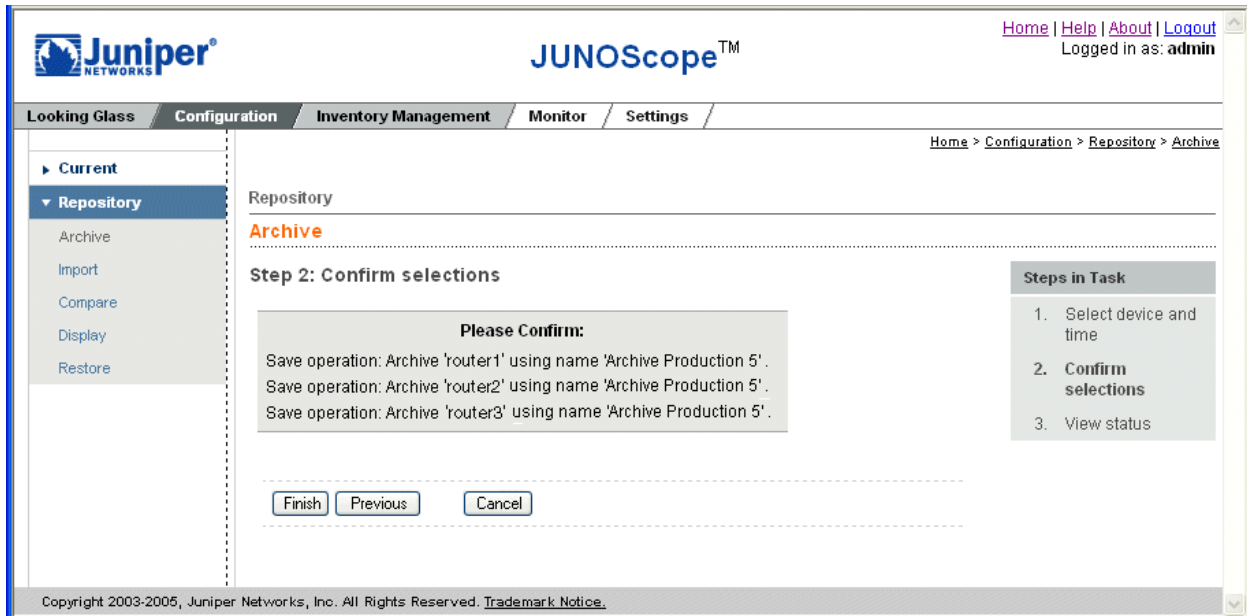 Juniper®
NETWORKS
JUNOScope™
Home | Help | About | Logout
Logged in as: admin
Looking Glass / Configuration / Inventory Management / Monitor / Settings /
Home > Configuration > Repository > Archive
Current
Repository
Archive
Import
Compare
Display
Restore
Repository
Archive
Step 2: Confirm selections
Please Confirm:
Save operation: Archive 'router1' using name 'Archive Production 5'.
Save operation: Archive 'router2' using name 'Archive Production 5'.
Save operation: Archive 'router3' using name 'Archive Production 5'.
Finish Previous Cancel
Steps in Task
1. Select device and
time
2. Confirm
selections
3. View status
Copyright 2003-2005, Juniper Networks, Inc. All Rights Reserved. Trademark Notice.